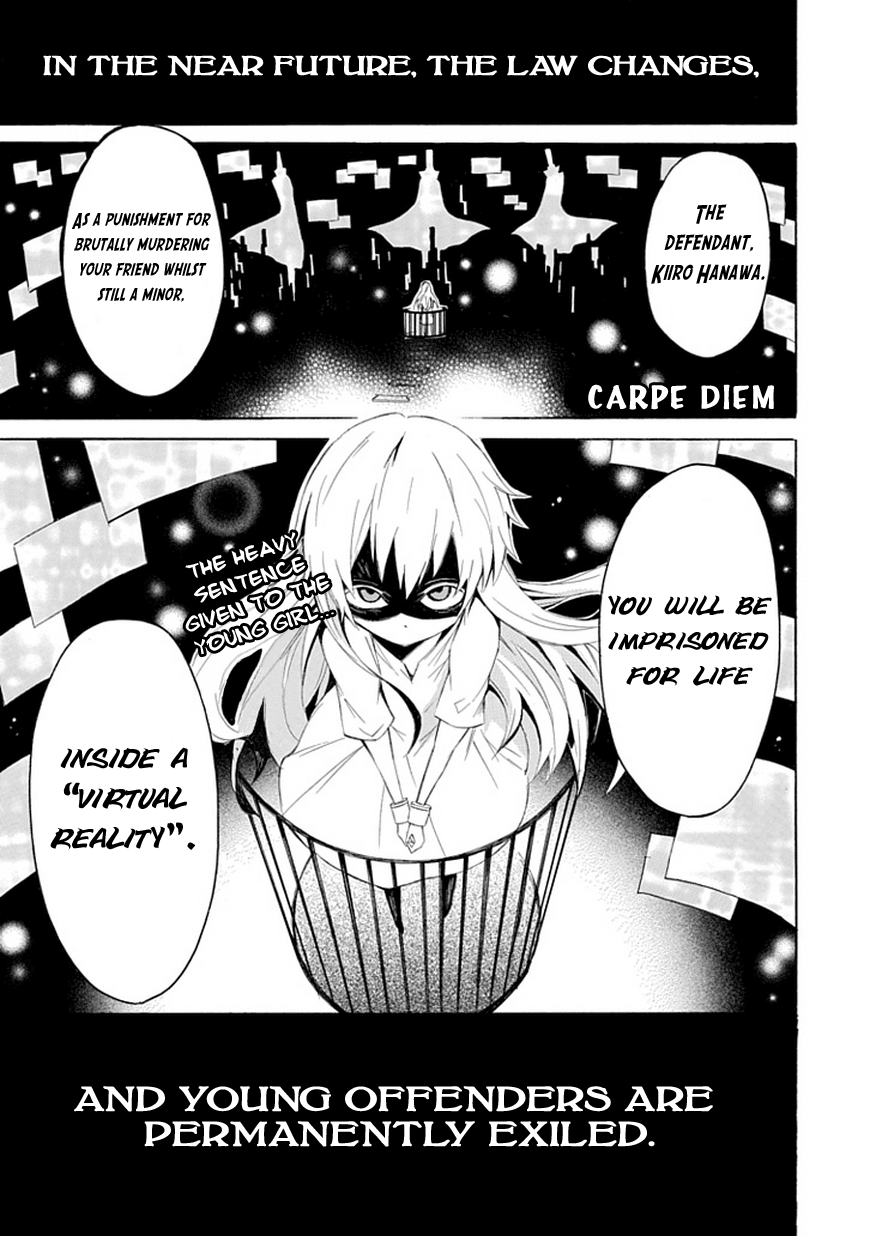 IN THE NEAR FUTURE, THE LAW CHANGES,
THE
DEFENDANT,
KIIRO HANAWA.
AS A PUNISHMENT FOR
BRUTALLY MURDERING
YOUR FRIEND WHILST
STILL A MINOR,
CARPE DIEM
YOU WILL BE
IMPRISONED
FOR LIFE
THE HEAVY
SENTENCE
GIVEN TO THE
YOUNG GIRL...
INSIDE A
“VIRTUAL
REALITY”.
AND YOUNG OFFENDERS ARE
PERMANENTLY EXILED.